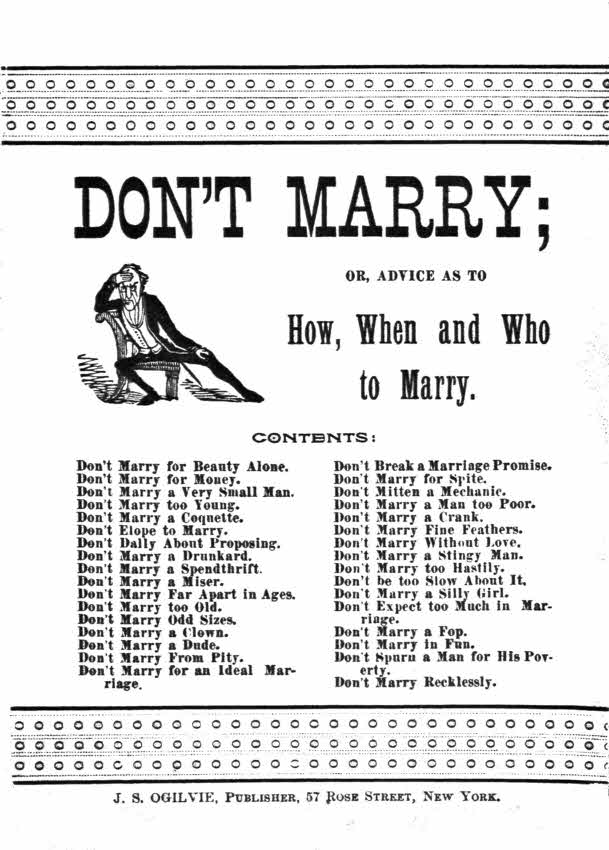 DON'T MARRY;
OR, ADVICE AS TO
How, When and Who
to Marry.
CONTENTS:
Don't Marry for Beauty Alone.
Don't Marry for Money.
Don't Marry a Very Small Man.
Don't Marry too Young.
Don't Marry a Coquette.
Don't Elope to Marry.
Don't Dally About Proposing.
Don't Marry a Drunkard.
Don't Marry a Spendthrift.
Don't Marry a Miser.
Don't Marry Far Apart in Ages.
Don't Marry too Old.
Don't Marry Odd Sizes.
Don't Marry a Clown.
Don't Marry a Dude.
Don't Marry From Pity.
Don't Marry for an Ideal Mar-
riage.
Don't Break a Marriage Promise.
Don't Marry for Spite.
Don't Mitten a Mechanic.
Don't Marry a Man too Poor.
Don't Marry a Crank.
Don't Marry Fine Feathers.
Don't Marry Without Love.
Don't Marry a Stingy Man.
Don't Marry too Hastily.
Don't be too Slow About It.
Don't Marry a Silly Girl.
Don't Expect too Much in Mar-
riage.
Don't Marry a Fop.
Don't Marry in Fun.
Don't Spurn a Man for His Pov-
erty.
Don't Marry Recklessly.
J. S. OGILVIE, PUBLISHER, 57 ROSE STREET, NEW YORK.